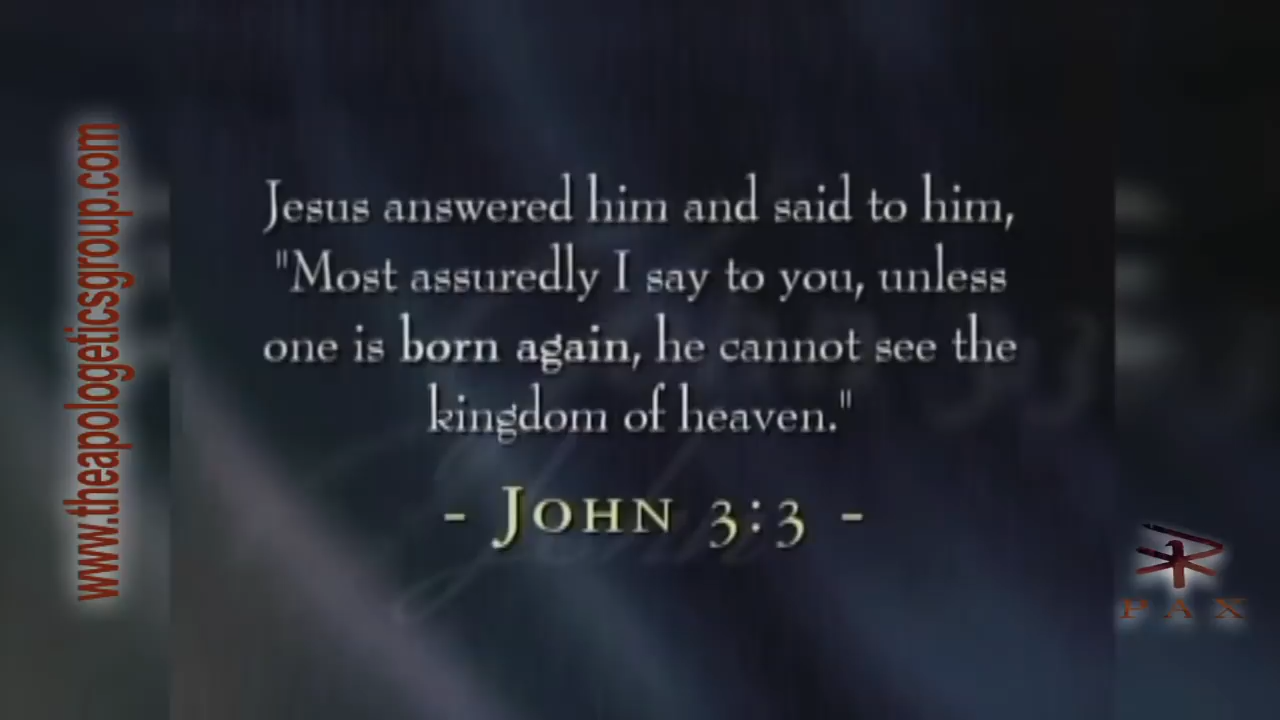 www.theapologeticsgroup.com
Jesus answered him and said to him,
"Most assuredly I say to you, unless
one is born again, he cannot see the
kingdom of heaven."
- JOHN 3:3 -
PAX